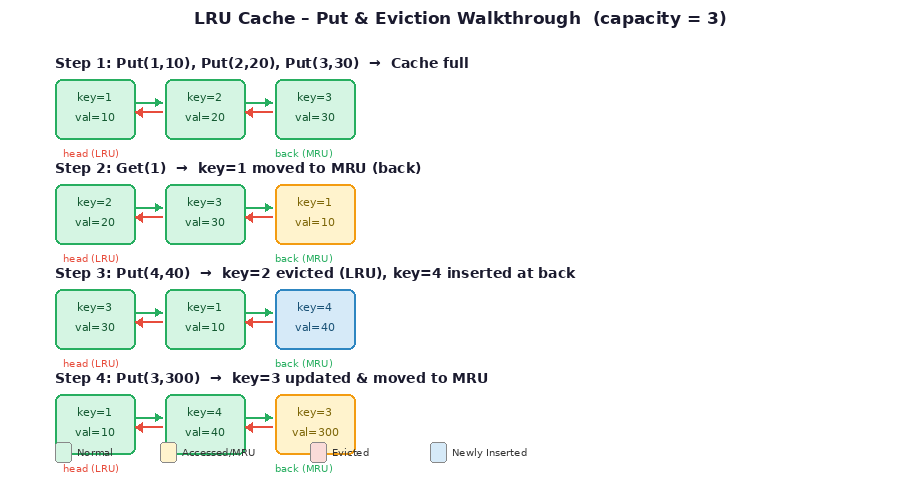 LRU Cache – Put & Eviction Walkthrough  (capacity = 3)
Step 1: Put(1,10), Put(2,20), Put(3,30)  →  Cache full
key=1 key=2 key=3
val=10 val=20 val=30
head (LRU) back (MRU)
Step 2: Get(1)  →  key=1 moved to MRU (back)
key=2 key=3 key=1
val=20 val=30 val=10
back (MRU)
Step 3: Put(4,40)  →  key=2 evicted (LRU), key=4 inserted at back
key=3 key=1 key=4
val=30 val=10 val=40
head (LRU) back (MRU)
Step 4: Put(3,300)  →  key=3 updated & moved to MRU
key=1 key=4 key=3
val=10 val=40 val=300
Normal Accessed/MRU Evicted Newly Inserted
head (LRU) back (MRU)